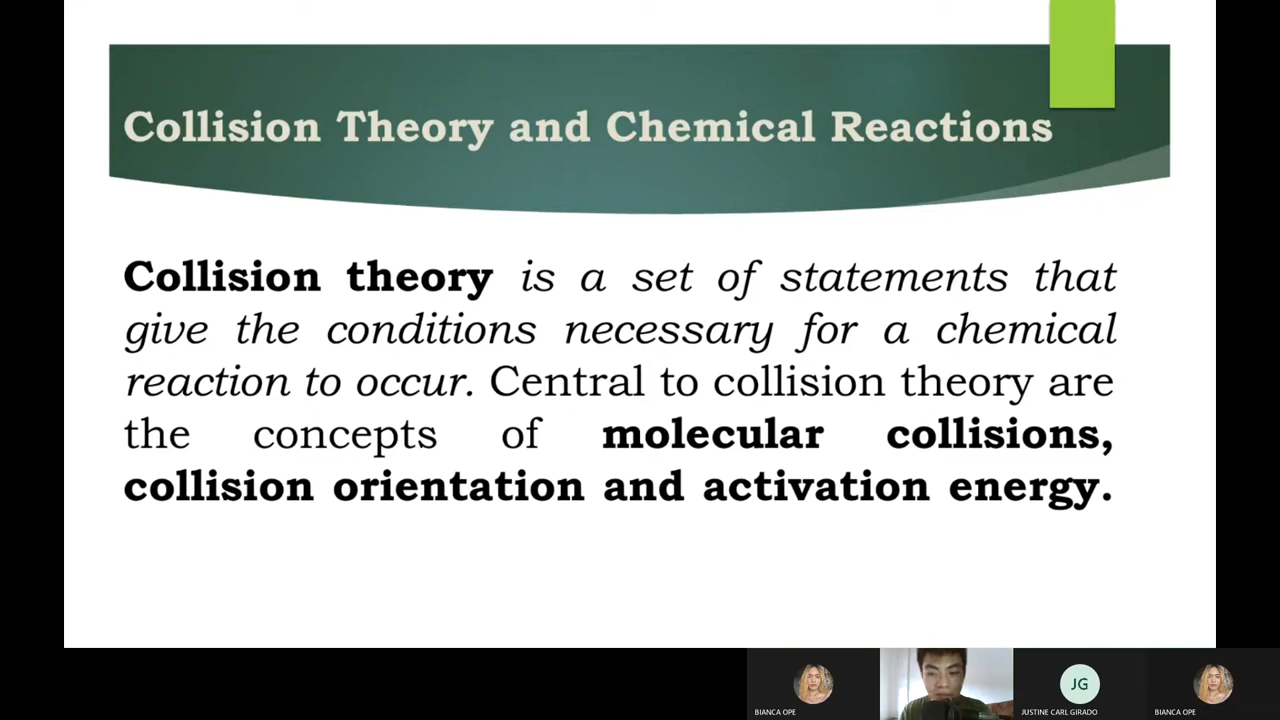 Collision Theory and Chemical Reactions
Collision theory is a set of statements that
give the conditions necessary for a chemical
reaction to occur. Central to collision theory are
the concepts of molecular collisions,
collision orientation and activation energy.
JG
BIANCA OPE
JUSTINE CARL GIRADO
BIANCA OPE